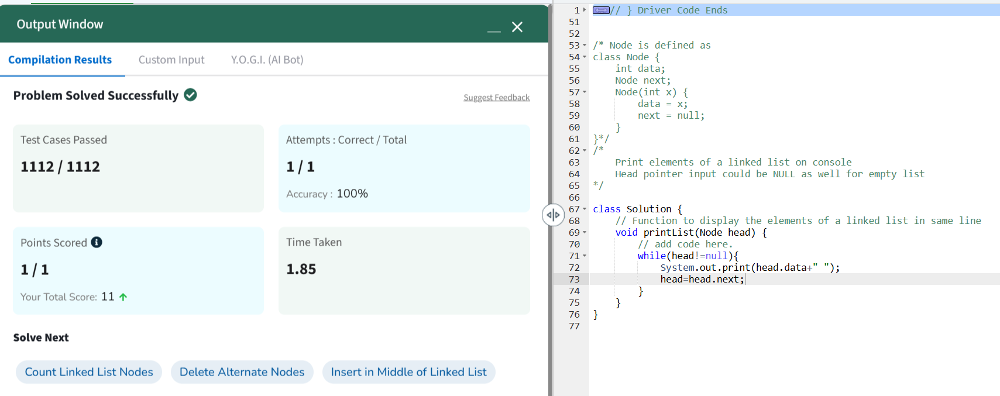 Output Window
Compilation Results
Custom Input
Y.O.G.I. (AI Bot)
Problem Solved Successfully
Suggest Feedback
Test Cases Passed
1112 / 1112
Attempts : Correct / Total
1 / 1
Accuracy : 100%
Points Scored
1 / 1
Your Total Score: 11
Time Taken
1.85
Solve Next
Count Linked List Nodes
Delete Alternate Nodes
Insert in Middle of Linked List
1 // } Driver Code Ends
51
52
53 /* Node is defined as
54 class Node {
55     int data;
56     Node next;
57     Node(int x) {
58         data = x;
59         next = null;
60     }
61 }*/
62 /*
63     Print elements of a linked list on console
64     Head pointer input could be NULL as well for empty list
65 */
66
67 class Solution {
68     // Function to display the elements of a linked list in same line
69     void printList(Node head) {
70         // add code here.
71         while(head!=null){
72             System.out.print(head.data+" ");
73             head=head.next;
74         }
75     }
76 }
77